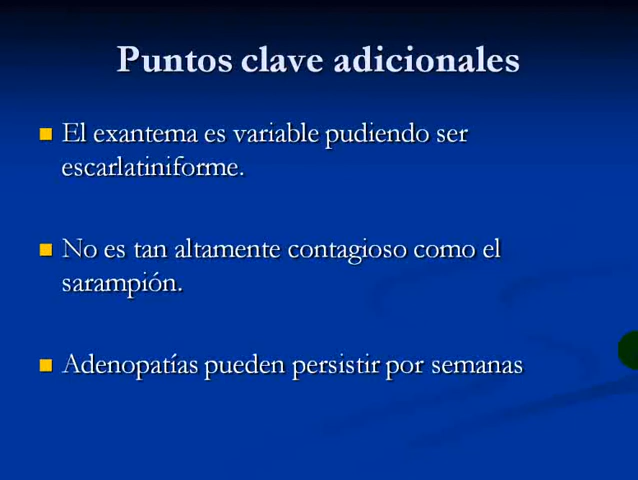 Puntos clave adicionales
El exantema es variable pudiendo ser
escarlatiniforme.
No es tan altamente contagioso como el
sarampión.
Adenopatías pueden persistir por semanas